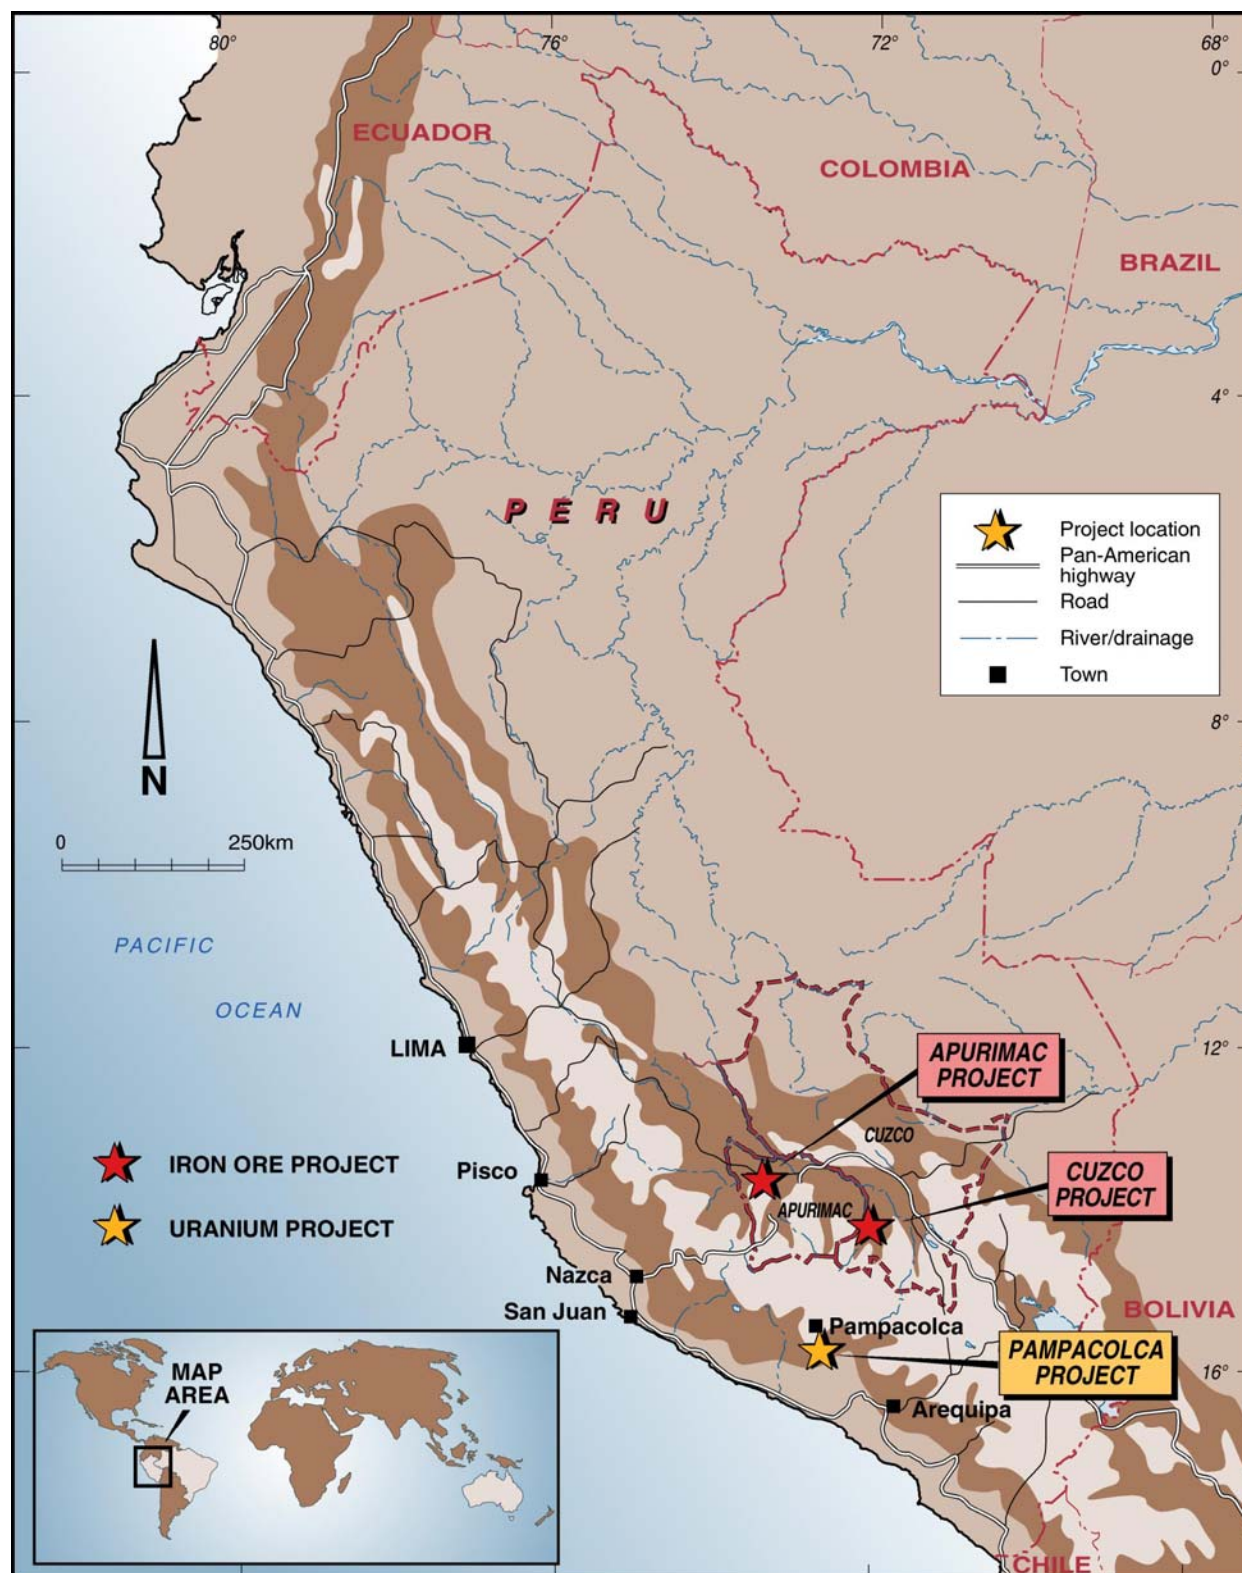 80°
76°
72°
68°
0°
ECUADOR
COLOMBIA
BRAZIL
4°
PERU
Project location
Pan-American
highway
Road
River/drainage
Town
8°
N
0
250km
PACIFIC
OCEAN
LIMA
12°
APURIMAC
PROJECT
CUZCO
IRON ORE PROJECT
Pisco
CUZCO
PROJECT
APURIMAC
URANIUM PROJECT
Nazca
San Juan
BOLIVIA
Pampacolca
PAMPACOLCA
PROJECT
16°
MAP
AREA
Arequipa
CHILE